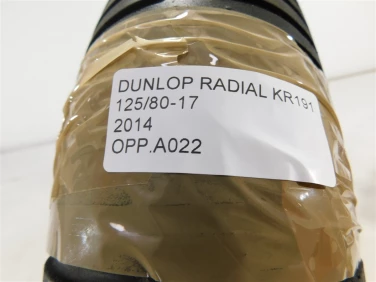 DUNLOP RADIAL KR191
125/80-17
2014
OPP.A022